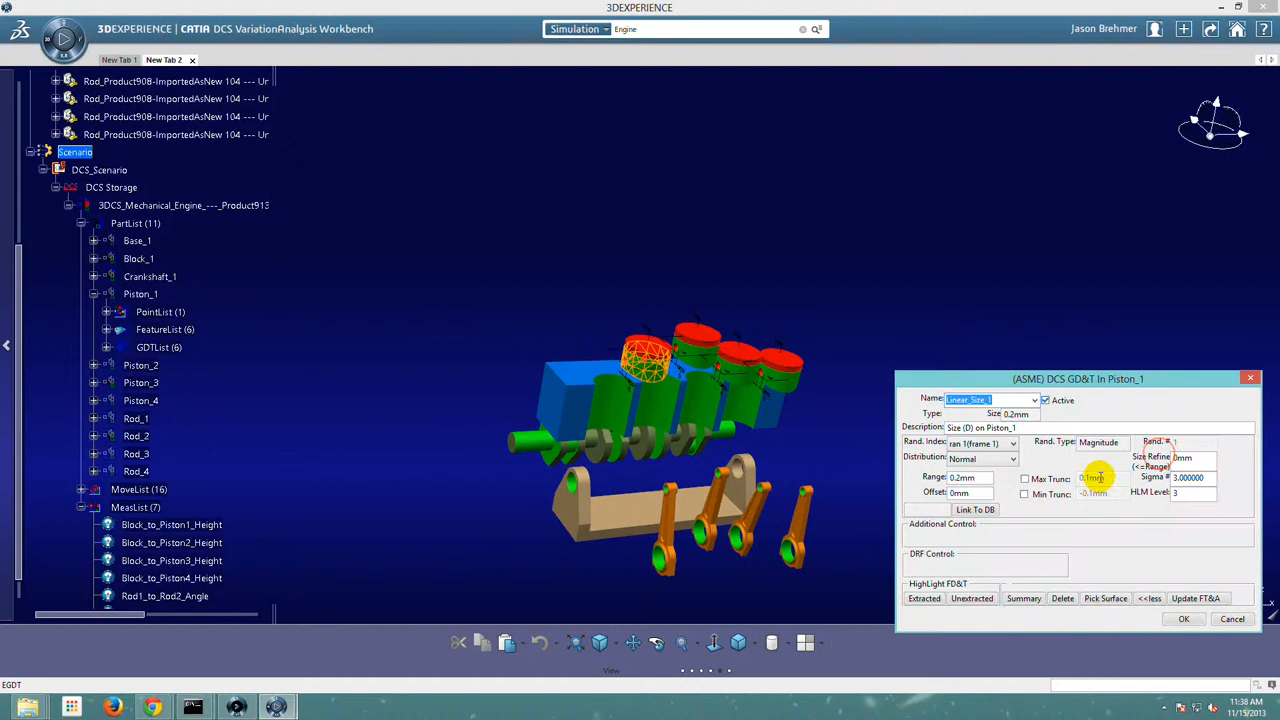 3DEXPERIENCE
3DEXPERIENCE | CATIA DCS VariationAnalysis Workbench
Simulation
Engine
Jason Brehmer
New Tab 1
New Tab 2
Rod_Product908-ImportedAsNew 104 --- Ur
Rod_Product908-ImportedAsNew 104 --- Ur
Rod_Product908-ImportedAsNew 104 --- Ur
Rod_Product908-ImportedAsNew 104 --- Ur
Scenario
DCS_Scenario
DCS Storage
3DCS_Mechanical_Engine_---_Product913
PartList (11)
Base_1
Block_1
Crankshaft_1
Piston_1
PointList (1)
FeatureList (6)
GDTList (6)
Piston_2
Piston_3
Piston_4
Rod_1
Rod_2
Rod_3
Rod_4
MoveList (16)
MeasList (7)
Block_to_Piston1_Height
Block_to_Piston2_Height
Block_to_Piston3_Height
Block_to_Piston4_Height
Rod1_to_Rod2_Angle
(ASME) DCS GD&T In Piston_1
Name: Linear_Size_1 Active
Type: Size 0.2mm
Description: Size (D) on Piston_1
Rand. Index: ran 1(frame 1) Rand. Type: Magnitude Rand. # 1
Distribution: Normal Size Refine 0mm
(<=Range)
Range: 0.2mm Max Trunc: 0.1mm Sigma # 3.000000
Offset: 0mm Min Trunc: -0.1mm HLM Level: 3
Link To DB
Additional Control:
DRF Control:
HighLight FD&T
Extracted Unextracted Summary Delete Pick Surface <<less Update FT&A
OK Cancel
View
EGDT
11:38 AM
11/15/2013